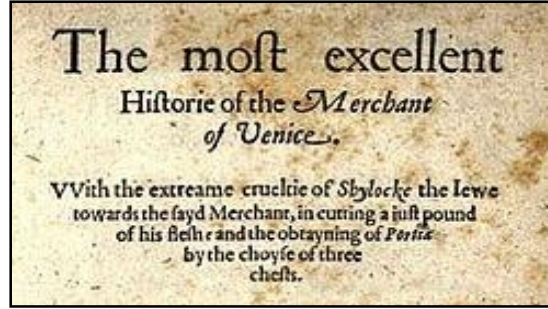 The moſt excellent
Hiſtorie of the Merchant
of Venice.
VVith the extreame crueltie of Shylocke the Iewe
towards the ſayd Merchant, in cutting a iuſt pound
of his fleſh: and the obtayning of Portia
by the choyſe of three
cheſts.